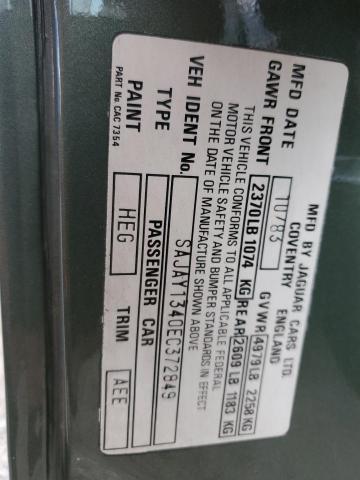 MFD BY JAGUAR CARS LTD.
COVENTRY ENGLAND
MFD DATE 10/83 GVWR 4979LB 2258KG
GAWR FRONT 2370LB 1074 KG REAR 2609 LB 1183 KG
THIS VEHICLE CONFORMS TO ALL APPLICABLE FEDERAL
MOTOR VEHICLE SAFETY AND BUMPER STANDARDS IN EFFECT
ON THE DATE OF MANUFACTURE SHOWN ABOVE
VEH IDENT No. SAJAY1340EC372849
TYPE PASSENGER CAR
PAINT HEG TRIM AEE
PART No. CAC 7354